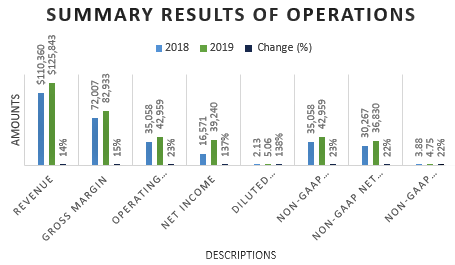 SUMMARY RESULTS OF OPERATIONS
2018 2019 Change (%)
AMOUNTS
$110,360 $125,843 14%
72,007 82,933 15%
35,058 42,959 23%
16,571 39,240 137%
2.13 5.06 138%
35,058 42,959 23%
30,267 36,830 22%
3.88 4.75 22%
REVENUE
GROSS MARGIN
OPERATING…
NET INCOME
DILUTED…
NON-GAAP…
NON-GAAP NET…
NON-GAAP…
DESCRIPTIONS